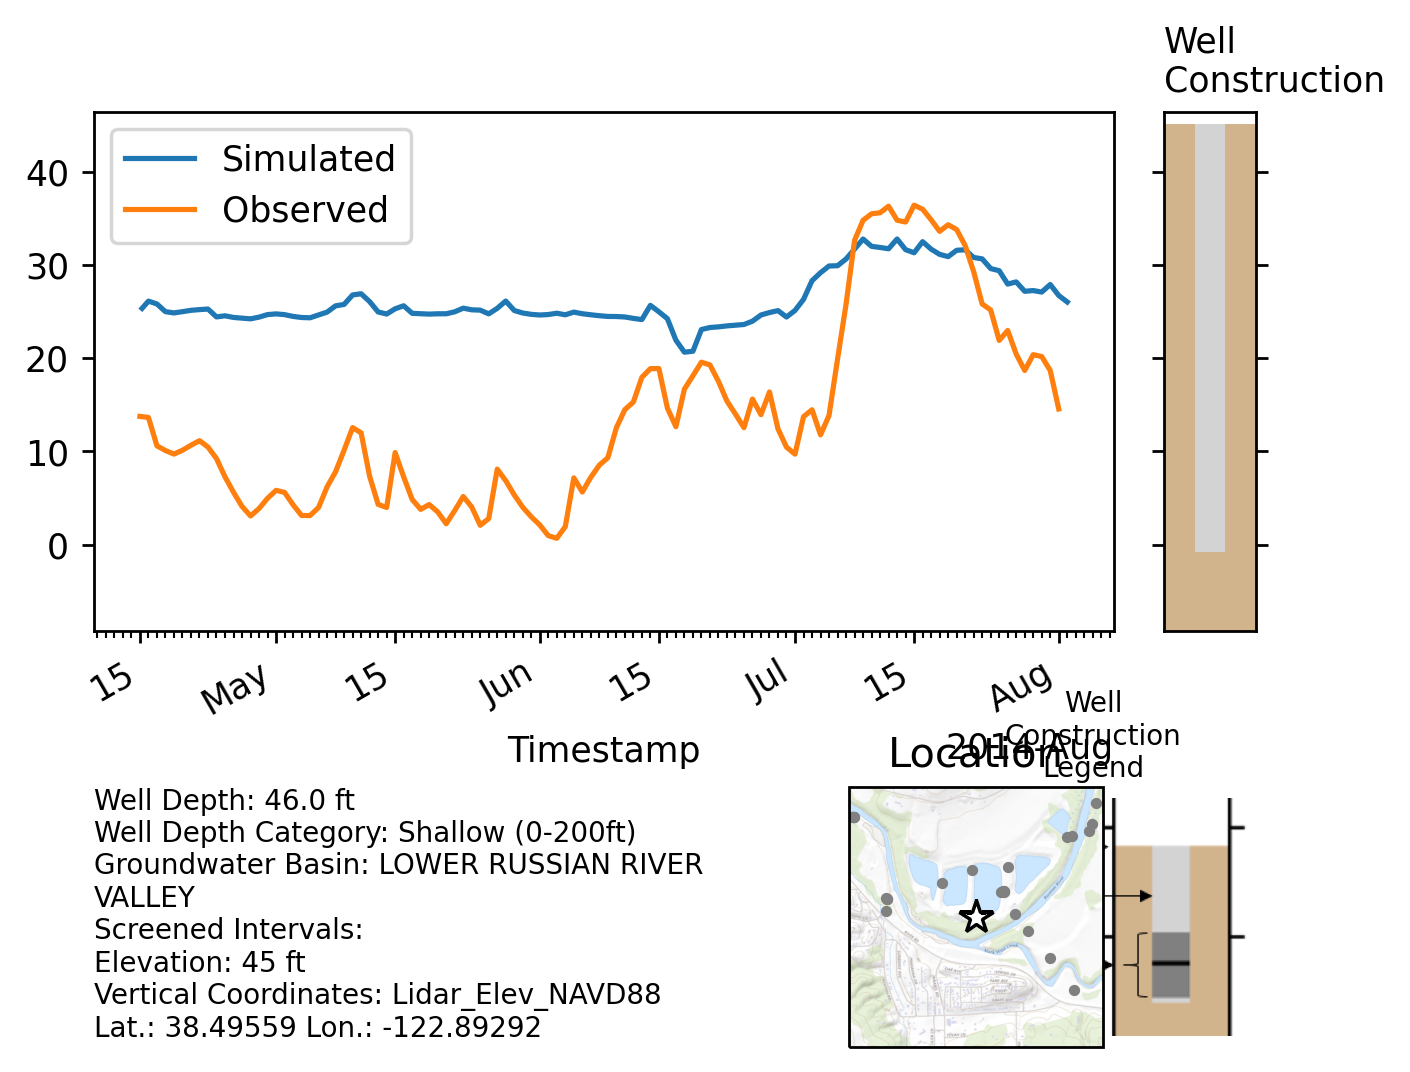 Well
Construction
Simulated
Observed
40
30
20
10
0
15
May
15
Jun
15
Jul
15
Aug
Timestamp
2014-Aug
Location
Well
Construction
Legend
Well Depth: 46.0 ft
Well Depth Category: Shallow (0-200ft)
Groundwater Basin: LOWER RUSSIAN RIVER
VALLEY
Screened Intervals:
Elevation: 45 ft
Vertical Coordinates: Lidar_Elev_NAVD88
Lat.: 38.49559 Lon.: -122.89292